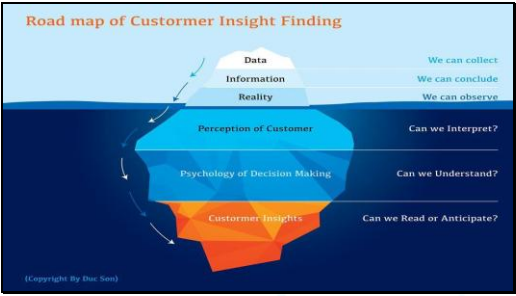 Road map of Custormer Insight Finding
Data We can collect
Information We can conclude
Reality We can observe
Perception of Customer Can we Interpret?
Psychology of Decision Making Can we Understand?
Custormer Insights Can we Read or Anticipate?
(Copyright By Duc Son)